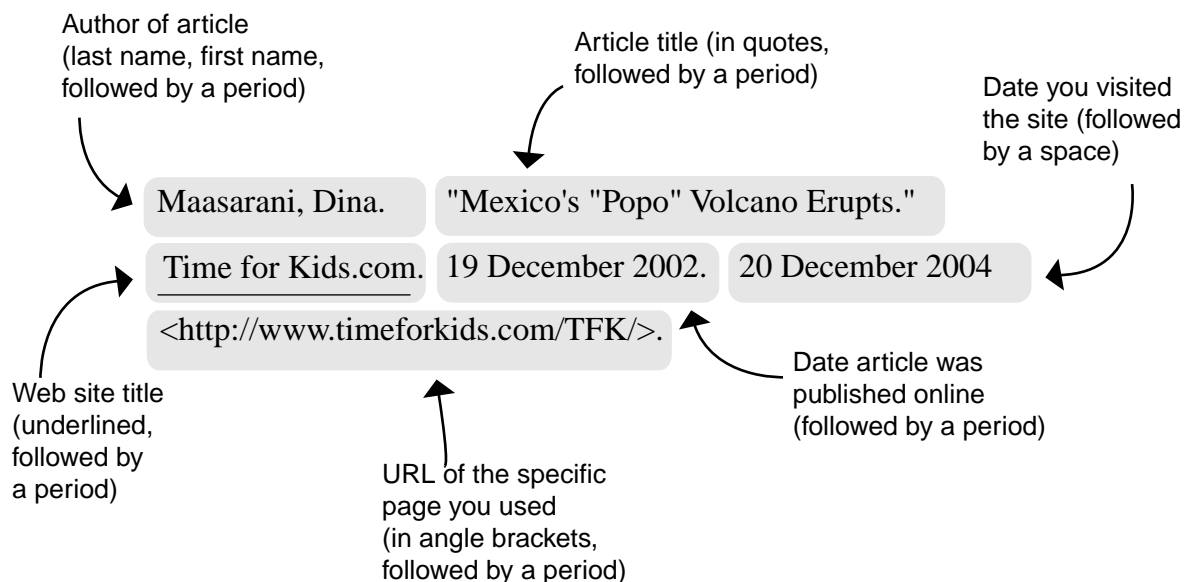 Author of article
(last name, first name,
followed by a period)
Article title (in quotes,
followed by a period)
Date you visited
the site (followed
by a space)
Maasarani, Dina. "Mexico's "Popo" Volcano Erupts."
Time for Kids.com. 19 December 2002. 20 December 2004
<http://www.timeforkids.com/TFK/>.
Web site title
(underlined,
followed by
a period)
URL of the specific
page you used
(in angle brackets,
followed by a period)
Date article was
published online
(followed by a period)